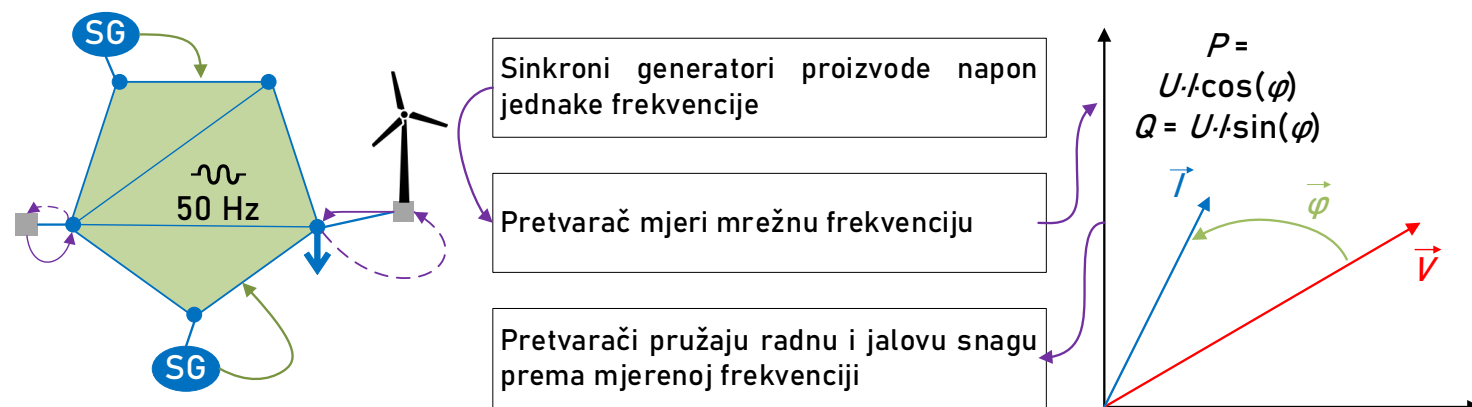 SG
50 Hz
SG
Sinkroni generatori proizvode napon
jednake frekvencije
Pretvarač mjeri mrežnu frekvenciju
Pretvarači pružaju radnu i jalovu snagu
prema mjerenoj frekvenciji
P =
U·I·cos(φ)
Q = U·I·sin(φ)
I
φ
V